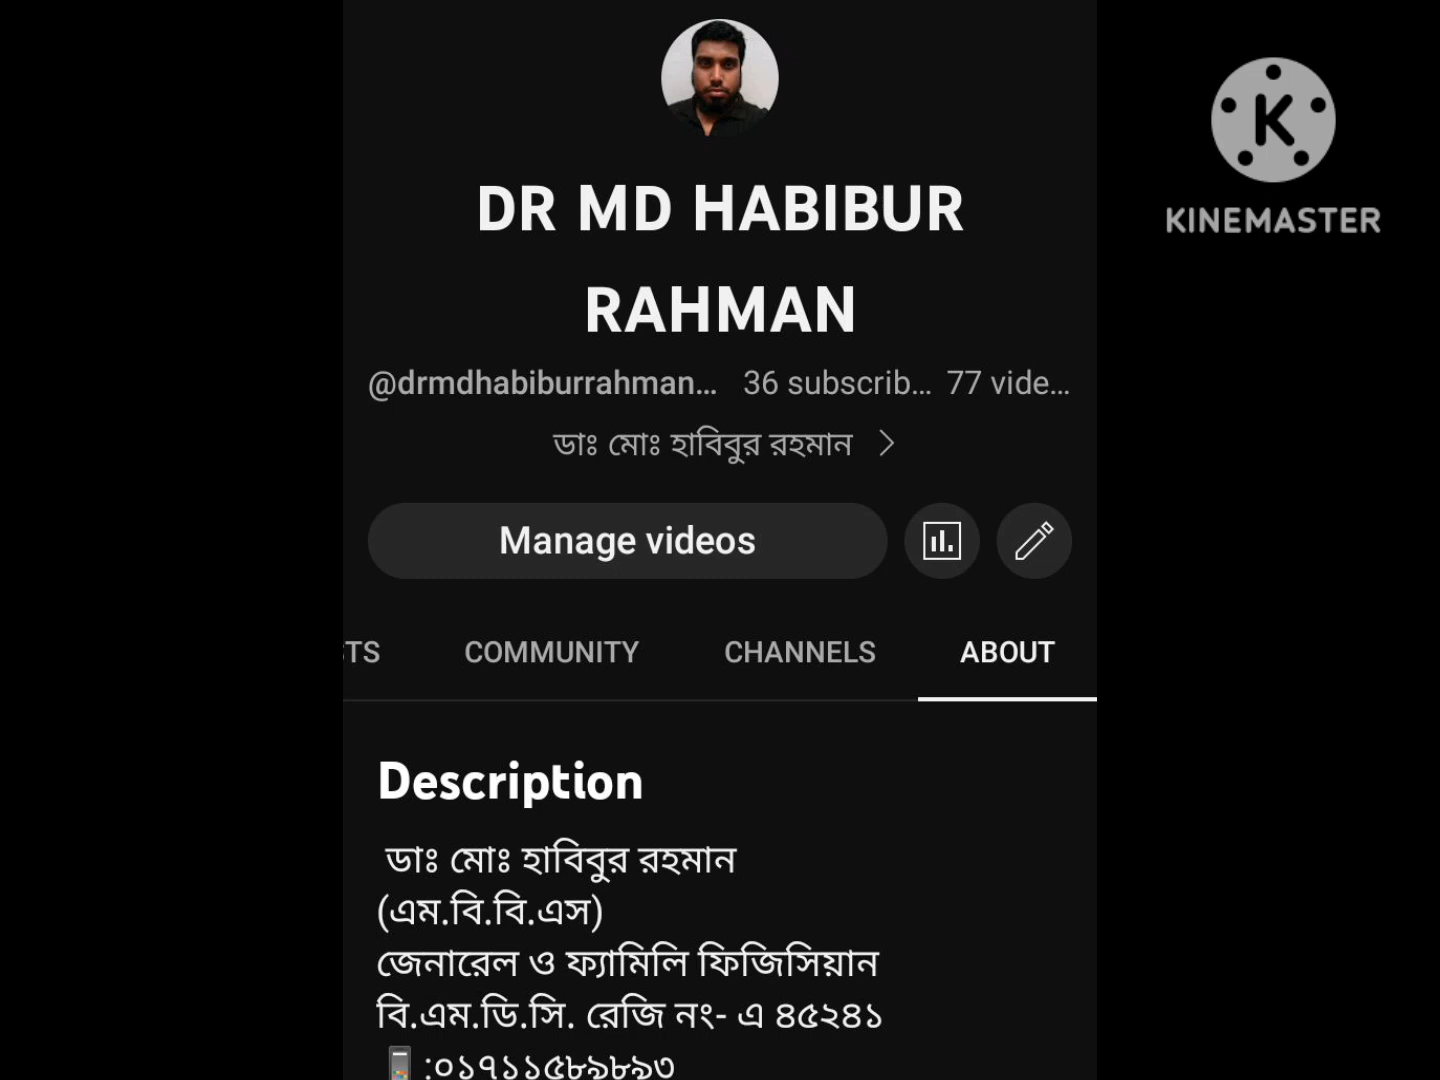 K
KINEMASTER
DR MD HABIBUR
RAHMAN
@drmdhabiburrahman... 36 subscrib... 77 vide...
ডাঃ মোঃ হাবিবুর রহমান
Manage videos
TS COMMUNITY CHANNELS ABOUT
Description
ডাঃ মোঃ হাবিবুর রহমান
(এম.বি.বি.এস)
জেনারেল ও ফ্যামিলি ফিজিসিয়ান
বি.এম.ডি.সি. রেজি নং- এ ৪৫২৪১
:০১৭১১৫৮৯৮৯৩